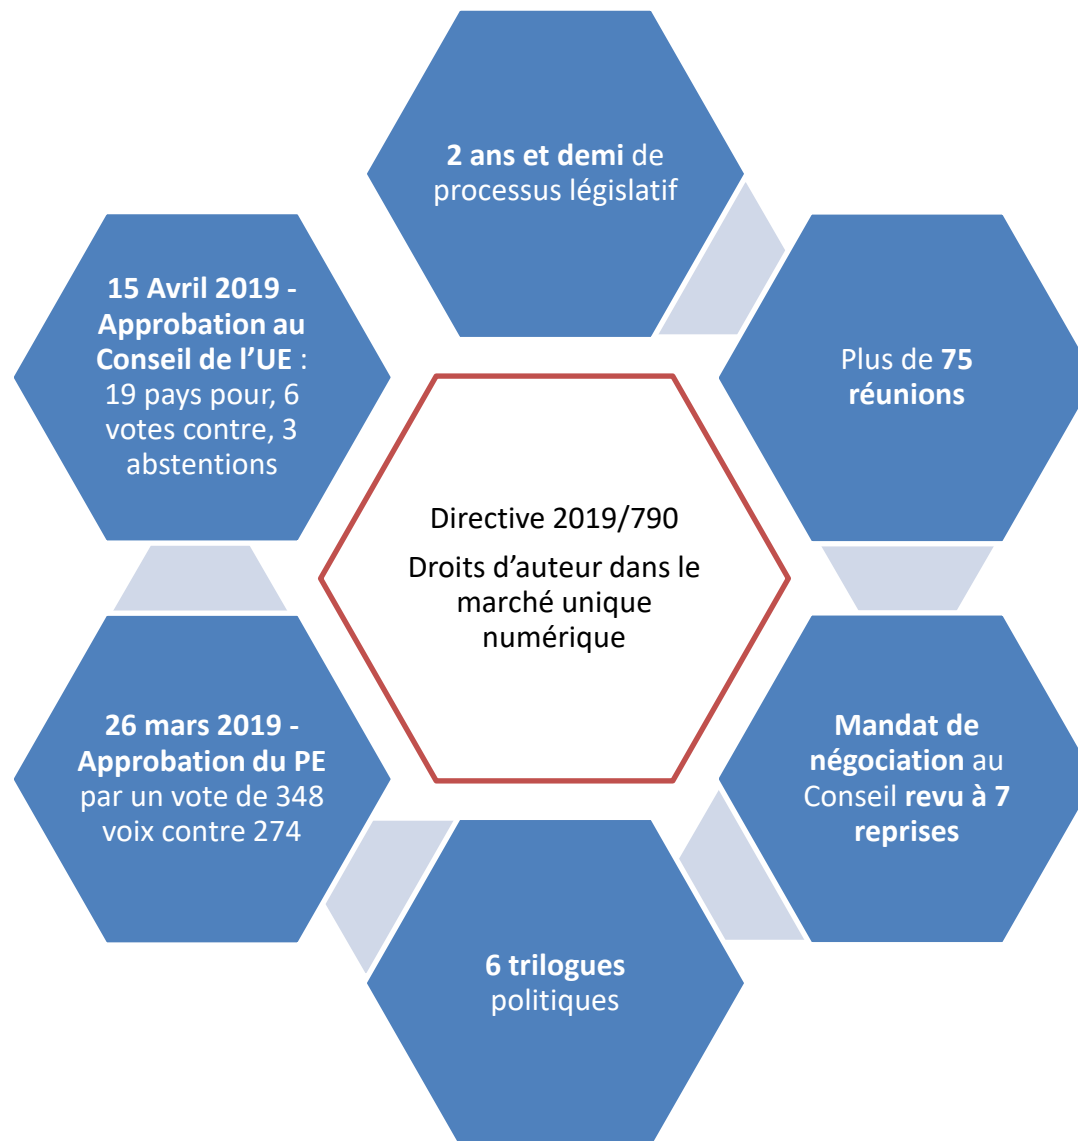 2 ans et demi de
processus législatif
Plus de 75
réunions
Mandat de
négociation au
Conseil revu à 7
reprises
6 trilogues
politiques
26 mars 2019 -
Approbation du PE
par un vote de 348
voix contre 274
15 Avril 2019 -
Approbation au
Conseil de l’UE :
19 pays pour, 6
votes contre, 3
abstentions
Directive 2019/790
Droits d’auteur dans le
marché unique
numérique